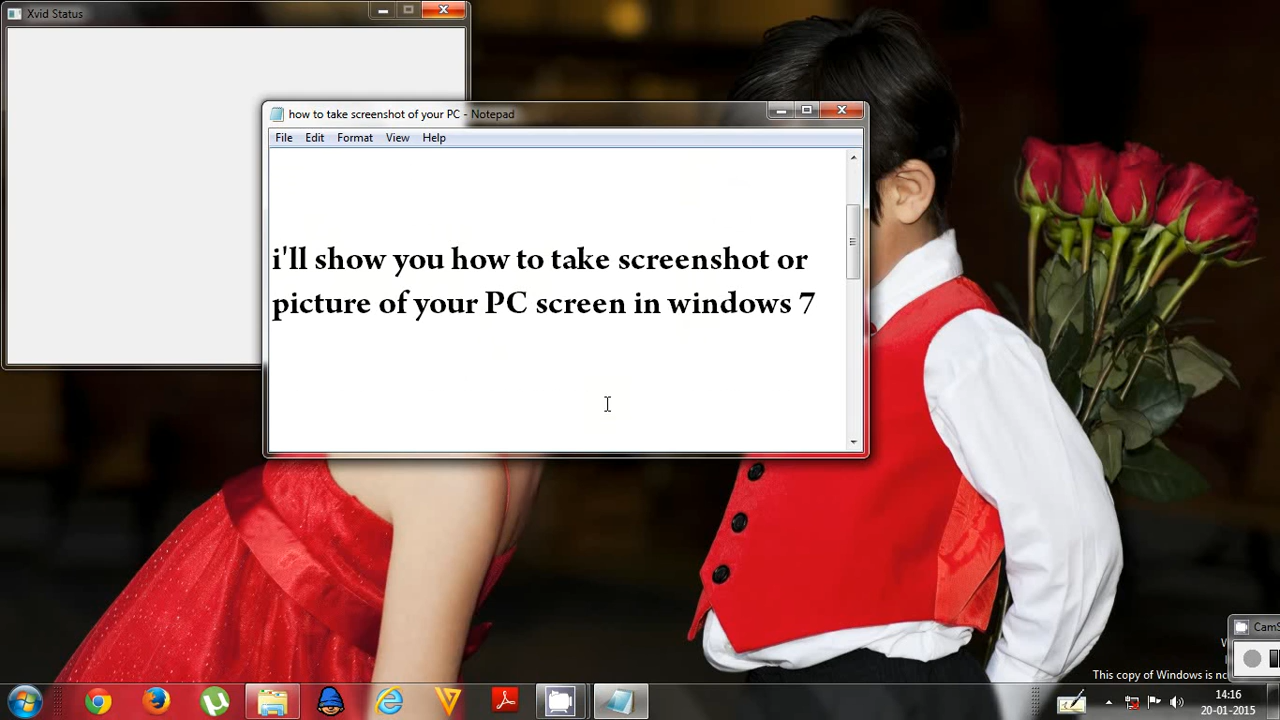 Xvid Status
how to take screenshot of your PC - Notepad
File Edit Format View Help
i'll show you how to take screenshot or
picture of your PC screen in windows 7
CamS
W
This copy of Windows is no
14:16
20-01-2015